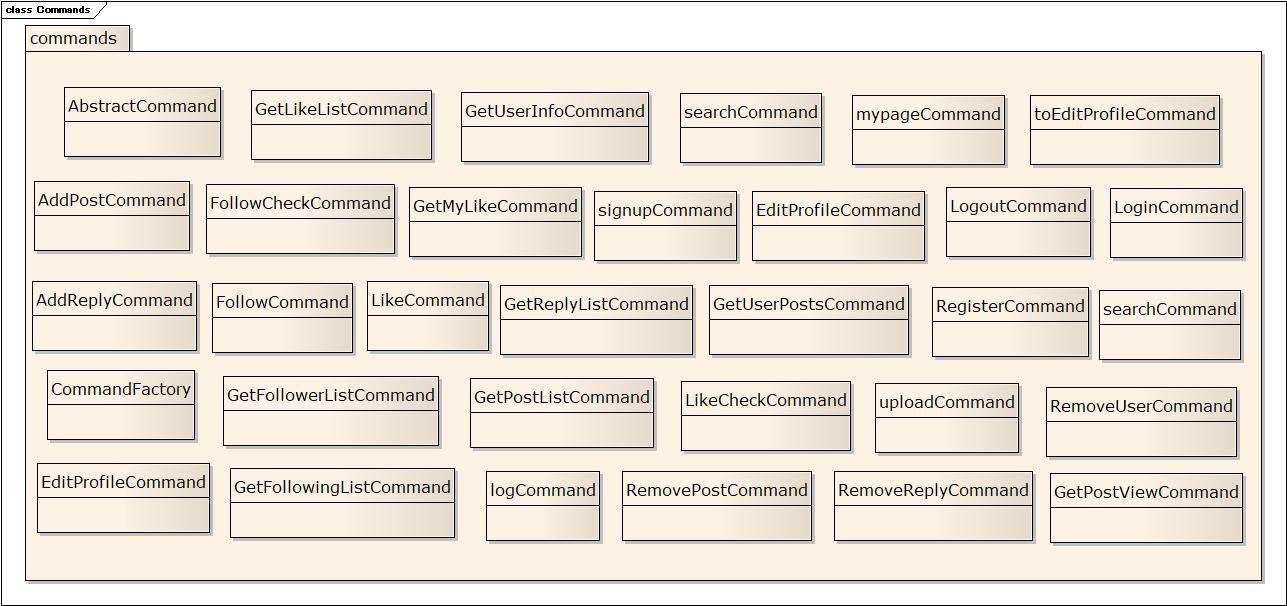 class Commands
commands
AbstractCommand
GetLikeListCommand
GetUserInfoCommand
searchCommand
mypageCommand
toEditProfileCommand
AddPostCommand
FollowCheckCommand
GetMyLikeCommand
signupCommand
EditProfileCommand
LogoutCommand
LoginCommand
AddReplyCommand
FollowCommand
LikeCommand
GetReplyListCommand
GetUserPostsCommand
RegisterCommand
searchCommand
CommandFactory
GetFollowerListCommand
GetPostListCommand
LikeCheckCommand
uploadCommand
RemoveUserCommand
EditProfileCommand
GetFollowingListCommand
logCommand
RemovePostCommand
RemoveReplyCommand
GetPostViewCommand